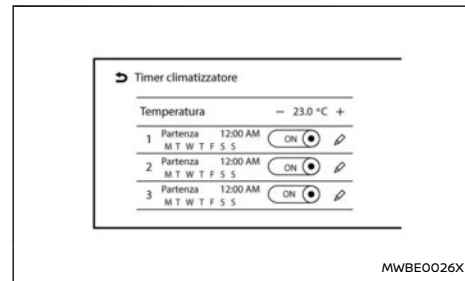 Timer climatizzatore
Temperatura − 23.0 °C +
1 Partenza 12:00 AM ON
M T W T F S S
2 Partenza 12:00 AM ON
M T W T F S S
3 Partenza 12:00 AM ON
M T W T F S S
MWBE0026X